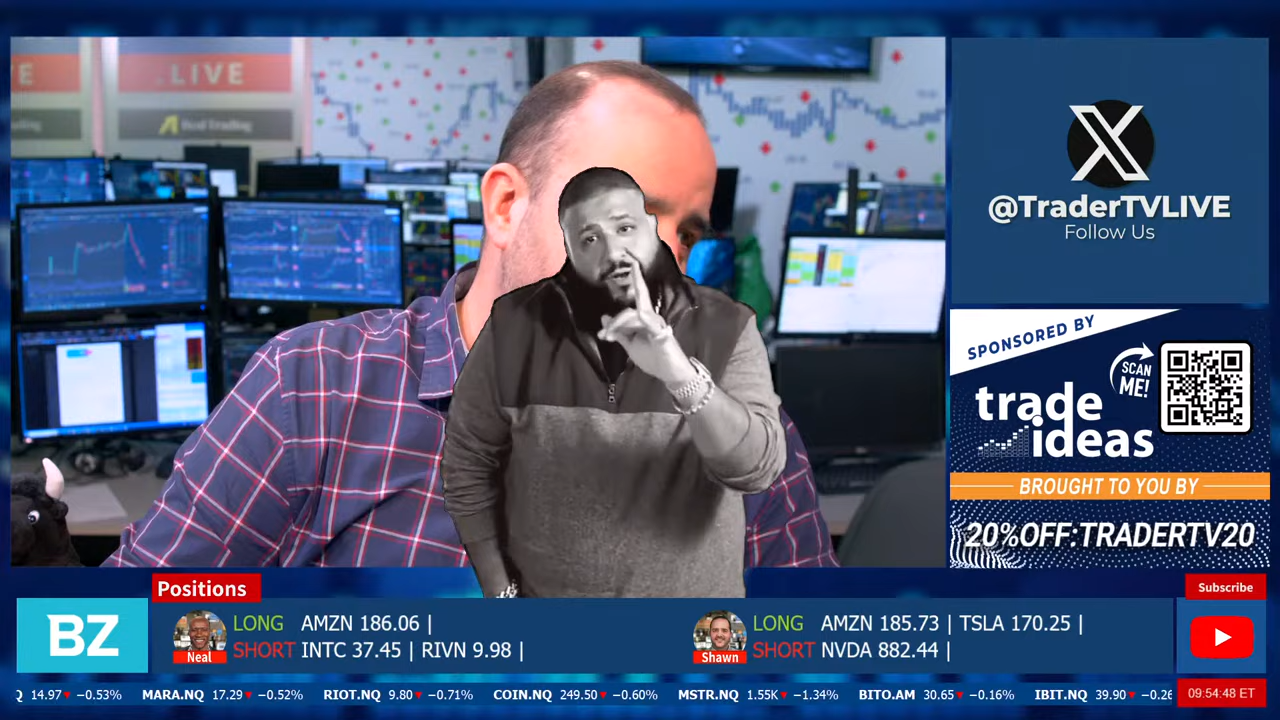 E
.LIVE
Real Trading
X
@TraderTVLIVE
Follow Us
SPONSORED BY
SCAN
ME!
trade
ideas
BROUGHT TO YOU BY
20%OFF:TRADERTV20
Positions
Subscribe
BZ
LONG AMZN 186.06 |
SHORT INTC 37.45 | RIVN 9.98 |
Neal
LONG AMZN 185.73 | TSLA 170.25 |
SHORT NVDA 882.44 |
Shawn
Q 14.97▼ −0.53% MARA.NQ 17.29▼ −0.52% RIOT.NQ 9.80▼ −0.71% COIN.NQ 249.50▼ −0.60% MSTR.NQ 1.55K▼ −1.34% BITO.AM 30.65▼ −0.16% IBIT.NQ 39.90▼ −0.26
09:54:48 ET